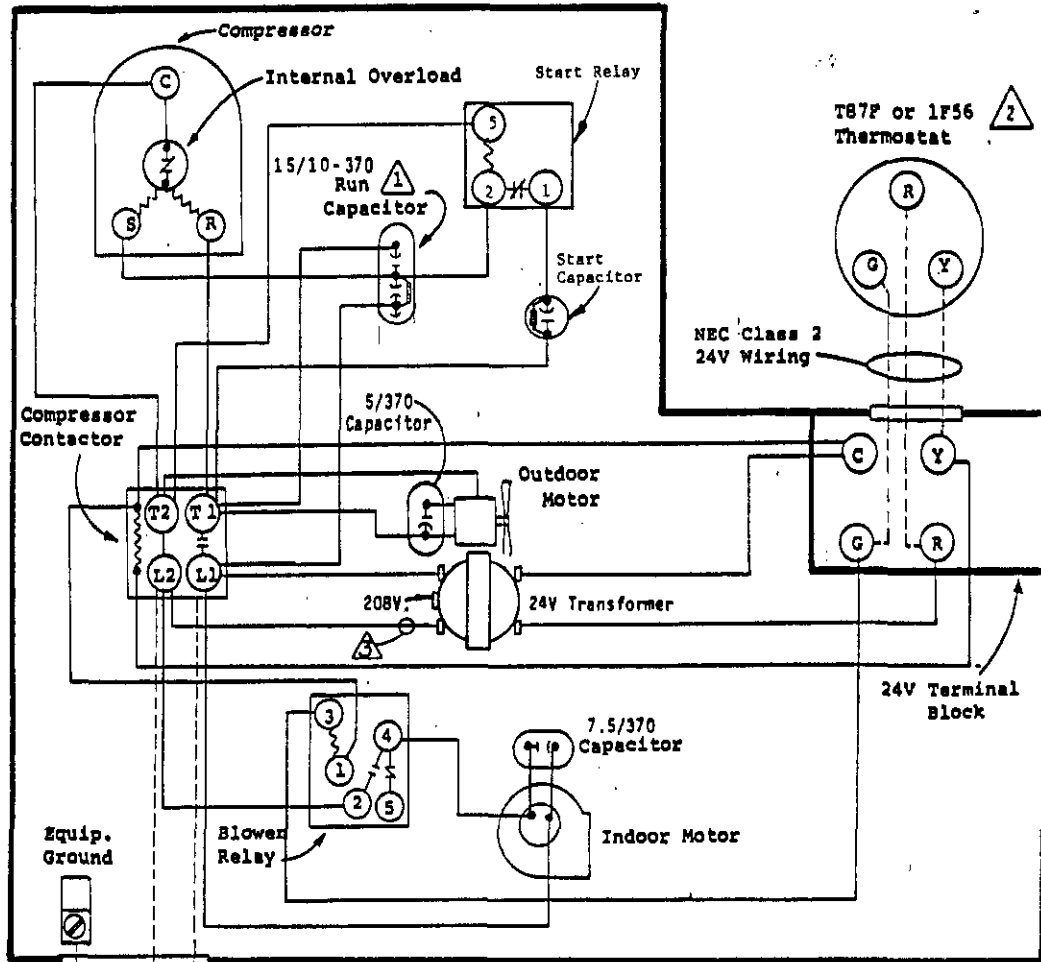 Compressor
C
Internal Overload
S
R
Start Relay
5
2
1
15/10-370
Run
Capacitor
1
Start
Capacitor
T87F or 1F56
Thermostat
2
R
G
Y
NEC Class 2
24V Wiring
Compressor
Contactor
5/370
Capacitor
Outdoor
Motor
T2
T1
L2
L1
208V.
3
24V Transformer
C
Y
G
R
24V Terminal
Block
3
1
4
2
5
Blower
Relay
7.5/370
Capacitor
Indoor Motor
Equip.
Ground